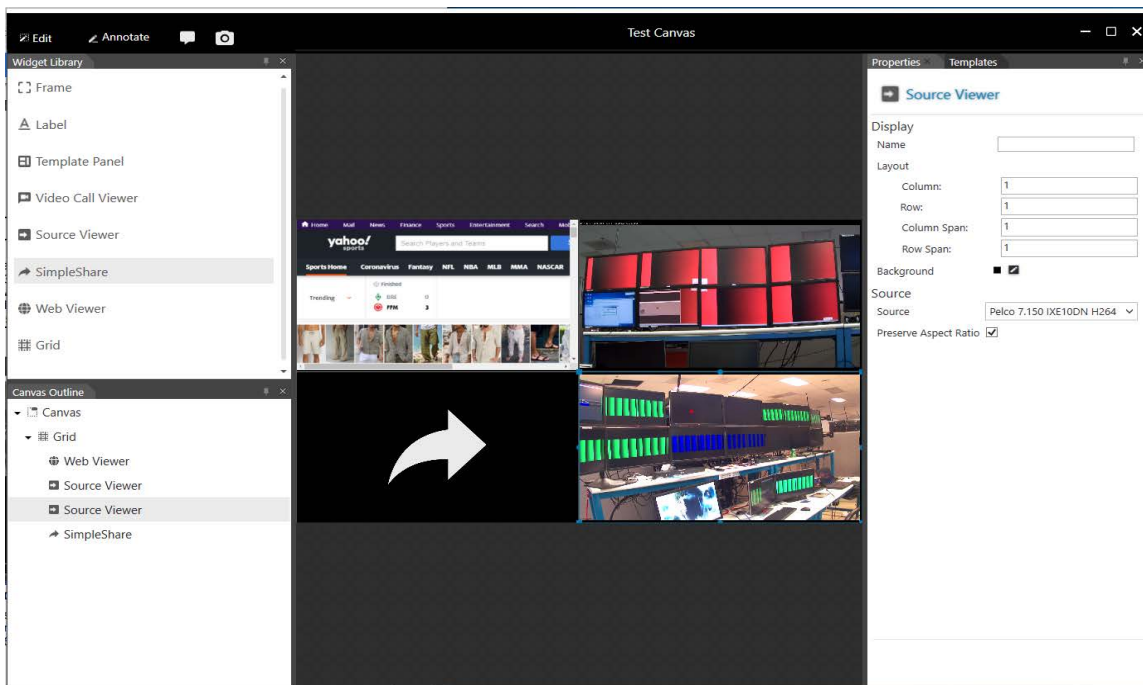 Edit
Annotate
Test Canvas
Widget Library
Frame
Label
Template Panel
Video Call Viewer
Source Viewer
SimpleShare
Web Viewer
Grid
Canvas Outline
Canvas
Grid
Web Viewer
Source Viewer
Source Viewer
SimpleShare
Home Mail News Finance Sports Entertainment Search
yahoo!
sports
Search Players and Teams
Sports Home Coronavirus Fantasy NFL NBA MLB MMA NASCAR
Finished
Trending
0
PPM 3
Properties Templates
Source Viewer
Display
Name
Layout
Column: 1
Row: 1
Column Span: 1
Row Span: 1
Background
Source
Source Pelco 7.150 IXE10DN H264
Preserve Aspect Ratio